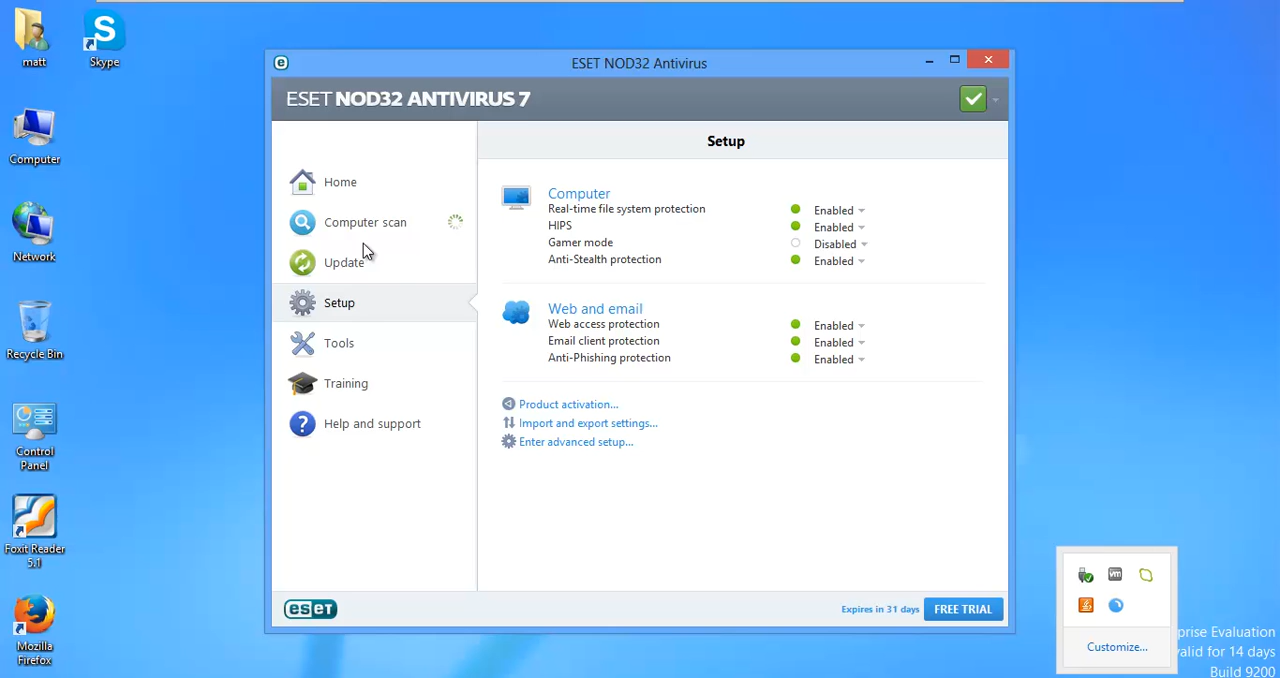 matt
Skype
Computer
Network
Recycle Bin
Control
Panel
Foxit Reader
5.1
Mozilla
Firefox
ESET NOD32 Antivirus
ESET NOD32 ANTIVIRUS 7
Home
Computer scan
Update
Setup
Tools
Training
Help and support
Setup
Computer
Real-time file system protection Enabled
HIPS Enabled
Gamer mode Disabled
Anti-Stealth protection Enabled
Web and email
Web access protection Enabled
Email client protection Enabled
Anti-Phishing protection Enabled
Product activation...
Import and export settings...
Enter advanced setup...
eseT
Expires in 31 days FREE TRIAL
vm
Customize...
prise Evaluation
valid for 14 days
Build 9200